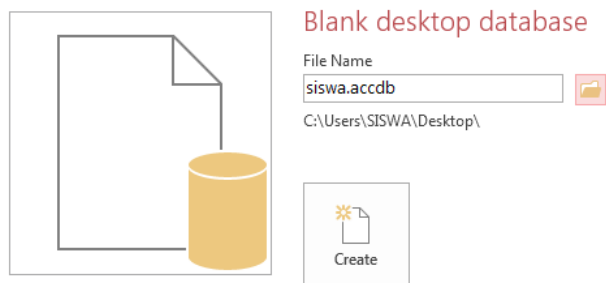 Blank desktop database
File Name
siswa.accdb
C:\Users\SISWA\Desktop\
Create